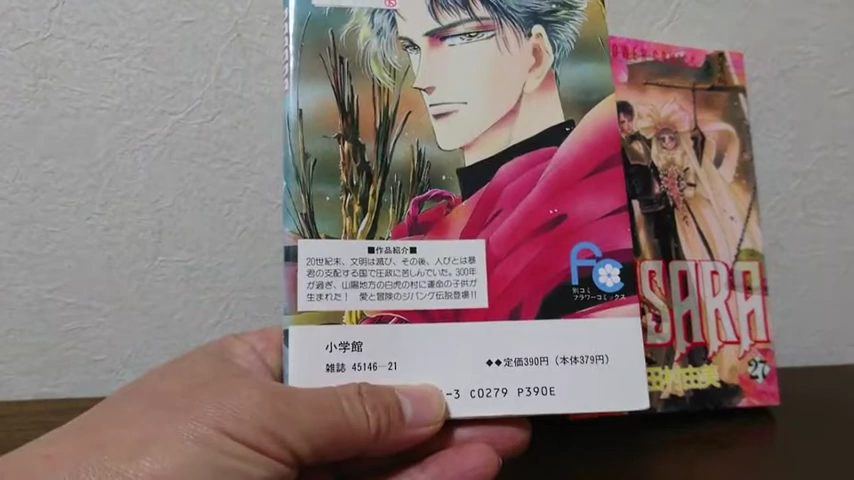 ■作品紹介■
20世紀末、文明は滅び、その後、人びとは暴
君の支配する国で圧政に苦しんでいた。300年
が過ぎ、山陽地方の白虎の村に運命の子供が
生まれた! 愛と冒険のジパング伝説登場!!
fc
別コミ
フラワーコミックス
小学館
雑誌 45146-21
◆◆定価390円(本体379円)
-3 C0279 P390E
BASARA
田村由美
27